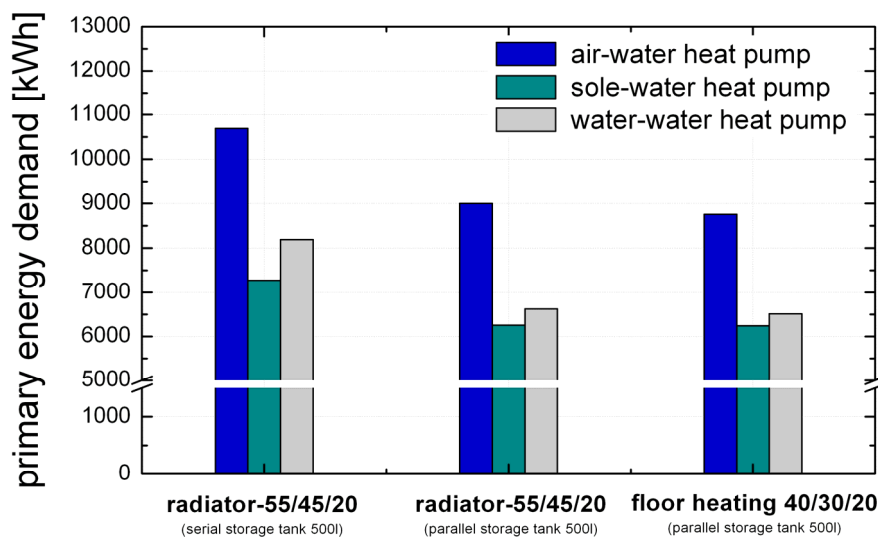 primary energy demand [kWh]
13000
12000
11000
10000
9000
8000
7000
6000
5000
1000
0
air-water heat pump
sole-water heat pump
water-water heat pump
radiator-55/45/20
(serial storage tank 500l)
radiator-55/45/20
(parallel storage tank 500l)
floor heating 40/30/20
(parallel storage tank 500l)